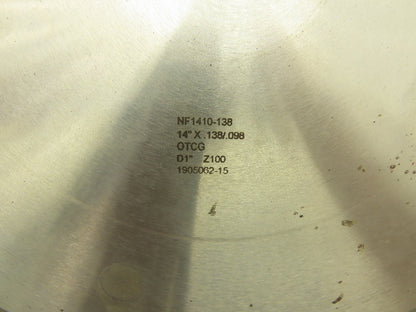 NF1410-138
14" X .138/.098
OTCG
D1" Z100
1905062-15